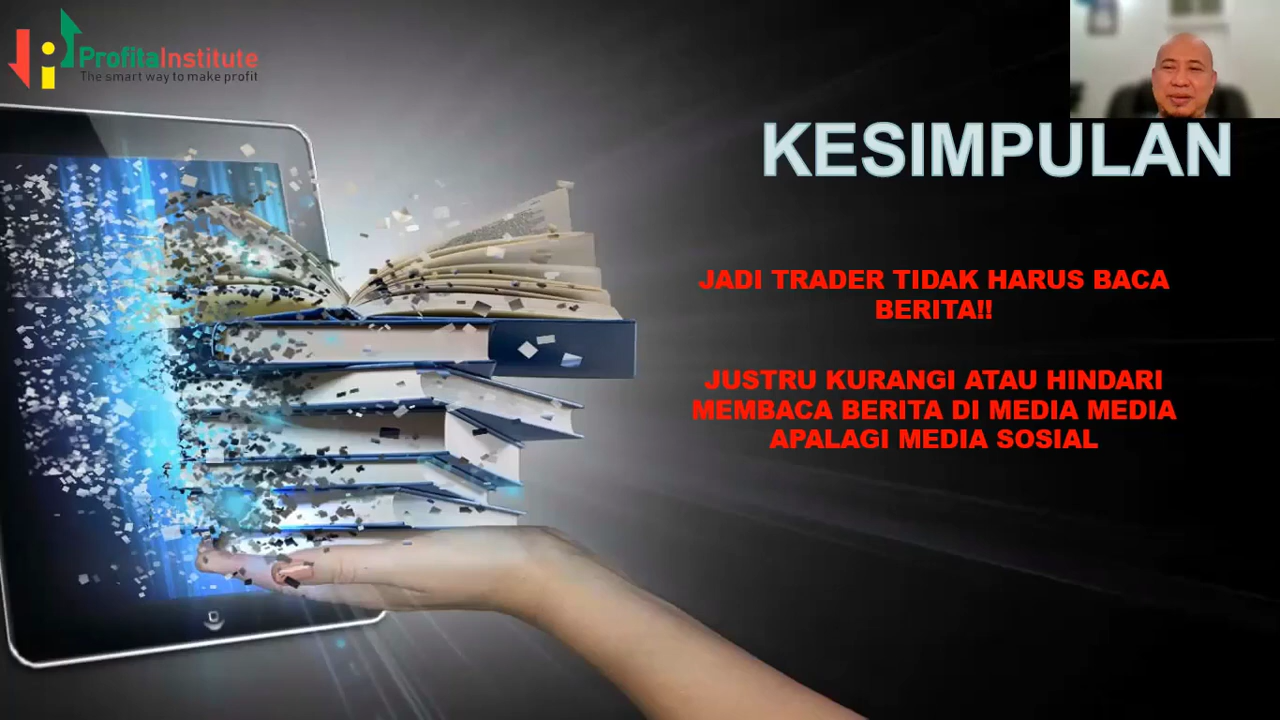 ProfitaInstitute
The smart way to make profit
KESIMPULAN
JADI TRADER TIDAK HARUS BACA
BERITA!!
JUSTRU KURANGI ATAU HINDARI
MEMBACA BERITA DI MEDIA MEDIA
APALAGI MEDIA SOSIAL